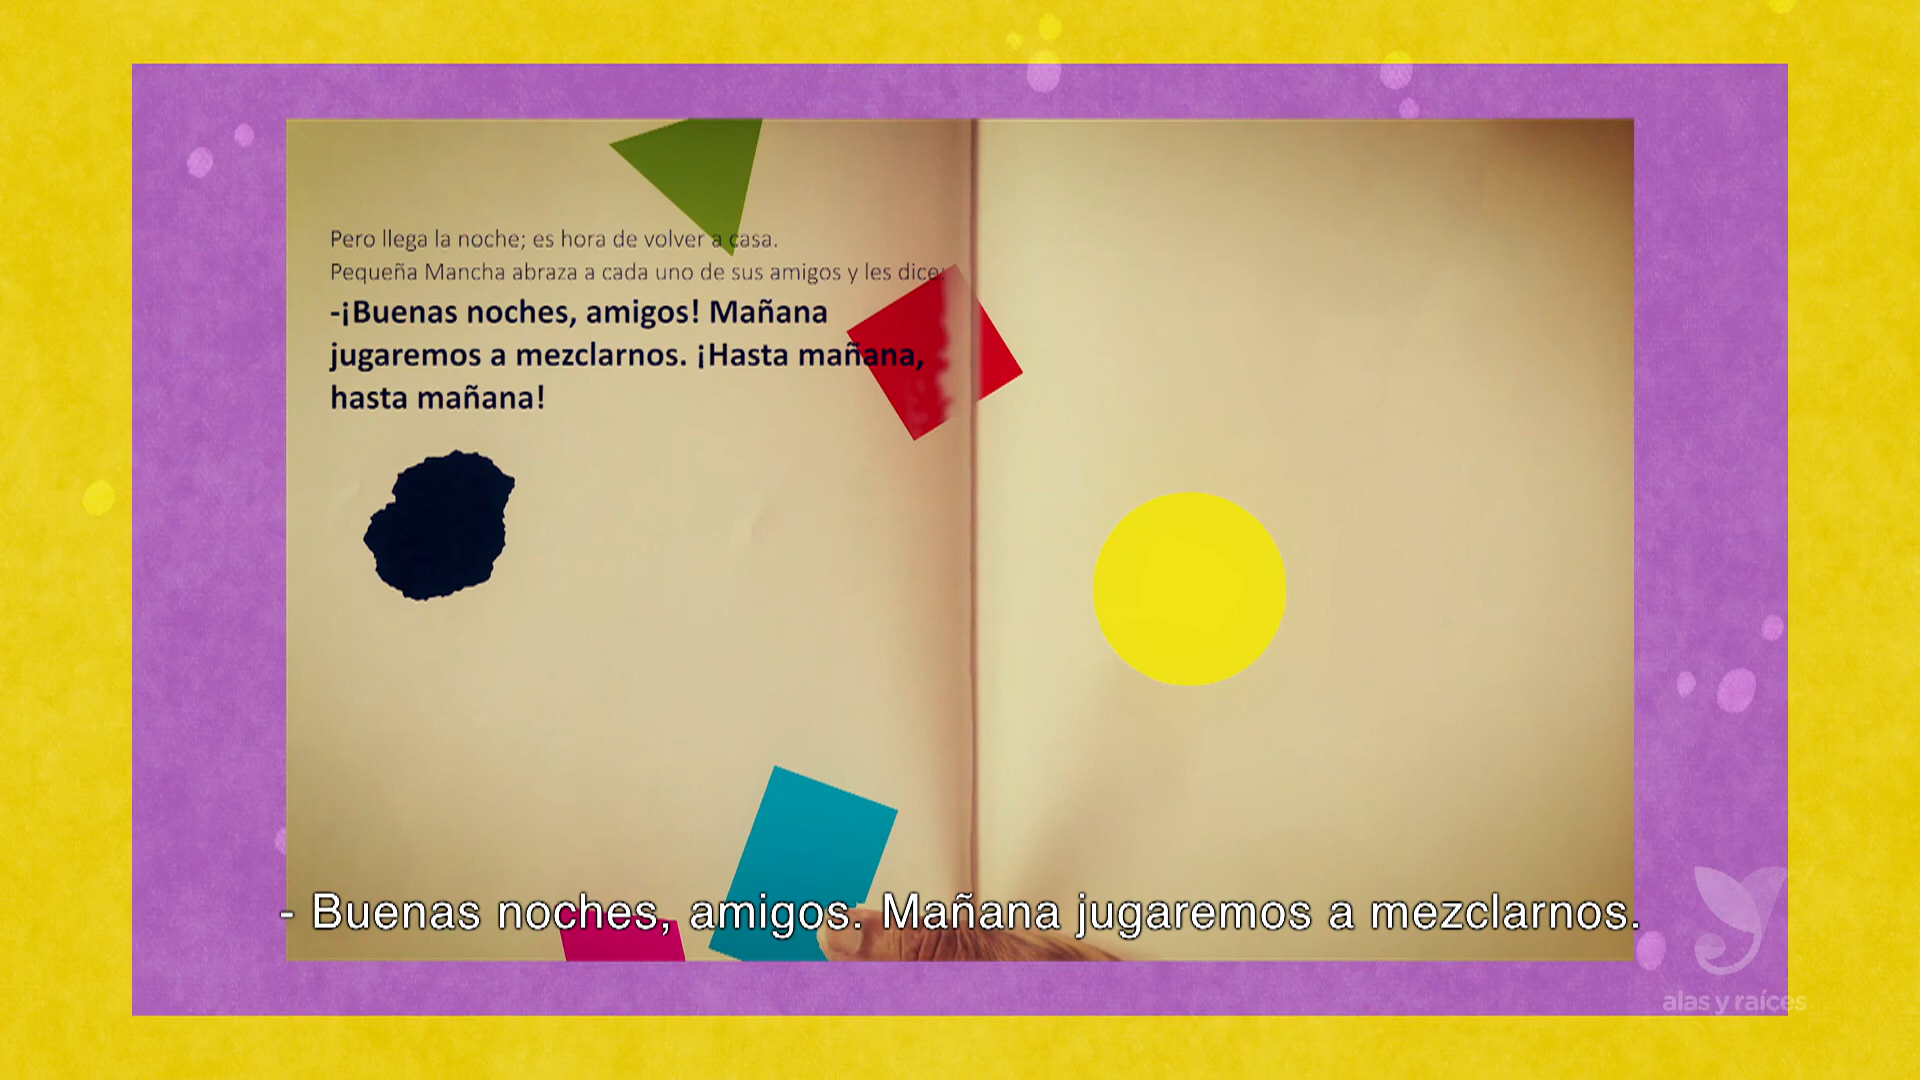 Pero llega la noche; es hora de volver a casa.
Pequeña Mancha abraza a cada uno de sus amigos y les dice:
-¡Buenas noches, amigos! Mañana
jugaremos a mezclarnos. ¡Hasta mañana,
hasta mañana!
- Buenas noches, amigos. Mañana jugaremos a mezclarnos.
alas y raíces